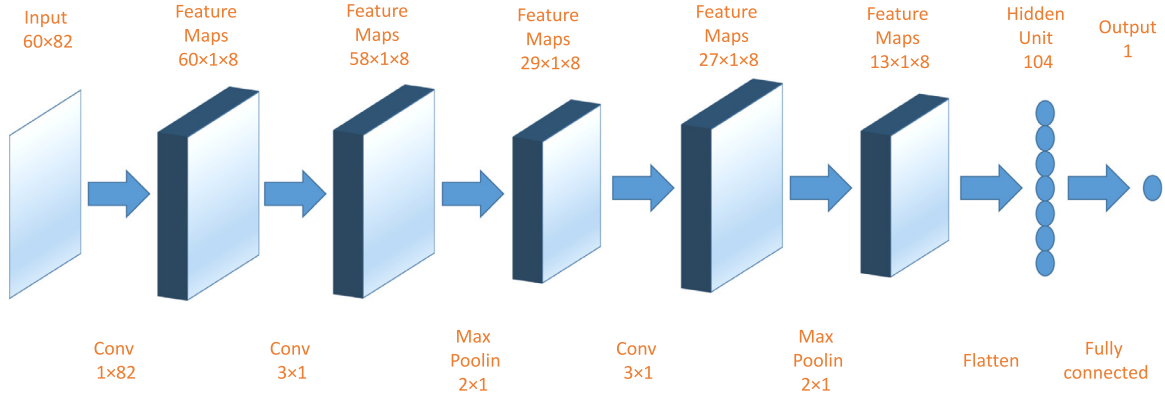 Input
60×82
Feature
Maps
60×1×8
Feature
Maps
58×1×8
Feature
Maps
29×1×8
Feature
Maps
27×1×8
Feature
Maps
13×1×8
Hidden
Unit
104
Output
1
Conv
1×82
Conv
3×1
Max
Poolin
2×1
Conv
3×1
Max
Poolin
2×1
Flatten
Fully
connected